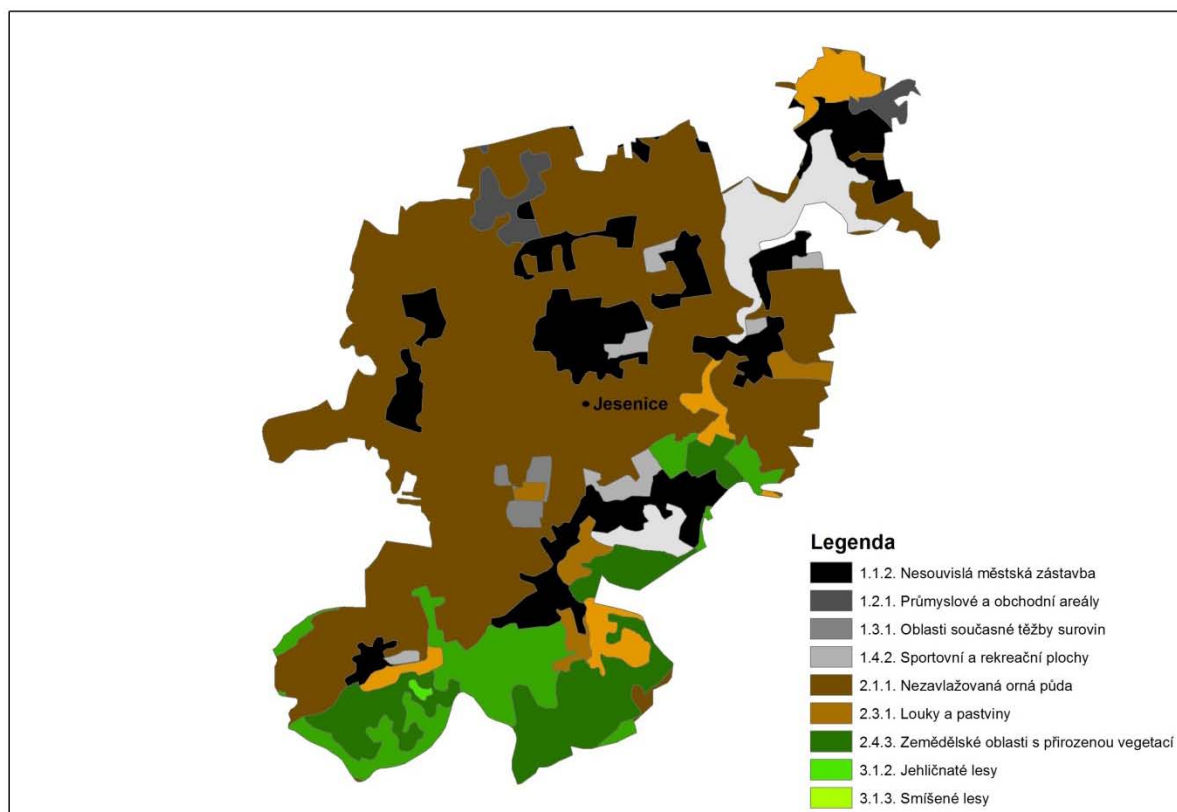 Jesenice
Legenda
1.1.2. Nesouvislá městská zástavba
1.2.1. Průmyslové a obchodní areály
1.3.1. Oblasti současné těžby surovin
1.4.2. Sportovní a rekreační plochy
2.1.1. Nezavlažovaná orná půda
2.3.1. Louky a pastviny
2.4.3. Zemědělské oblasti s přirozenou vegetací
3.1.2. Jehličnaté lesy
3.1.3. Smíšené lesy